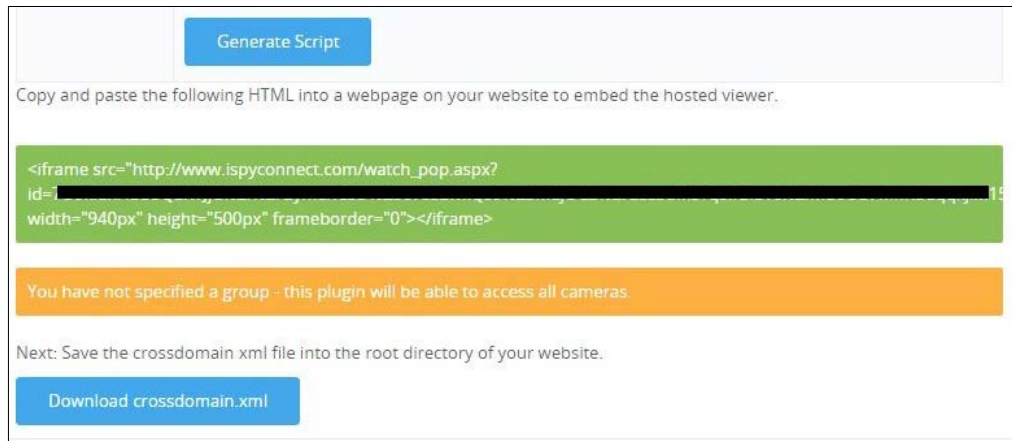 Generate Script
Copy and paste the following HTML into a webpage on your website to embed the hosted viewer.
<iframe src="http://www.ispyconnect.com/watch_pop.aspx?
id=
width="940px" height="500px" frameborder="0"></iframe>
You have not specified a group - this plugin will be able to access all cameras.
Next: Save the crossdomain xml file into the root directory of your website.
Download crossdomain.xml